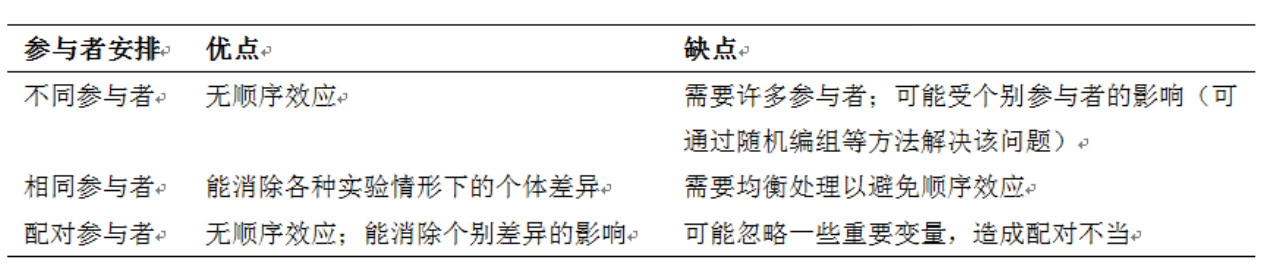 参与者安排 优点 缺点
不同参与者 无顺序效应 需要许多参与者；可能受个别参与者的影响（可
通过随机编组等方法解决该问题）
相同参与者 能消除各种实验情形下的个体差异 需要均衡处理以避免顺序效应
配对参与者 无顺序效应；能消除个别差异的影响 可能忽略一些重要变量，造成配对不当